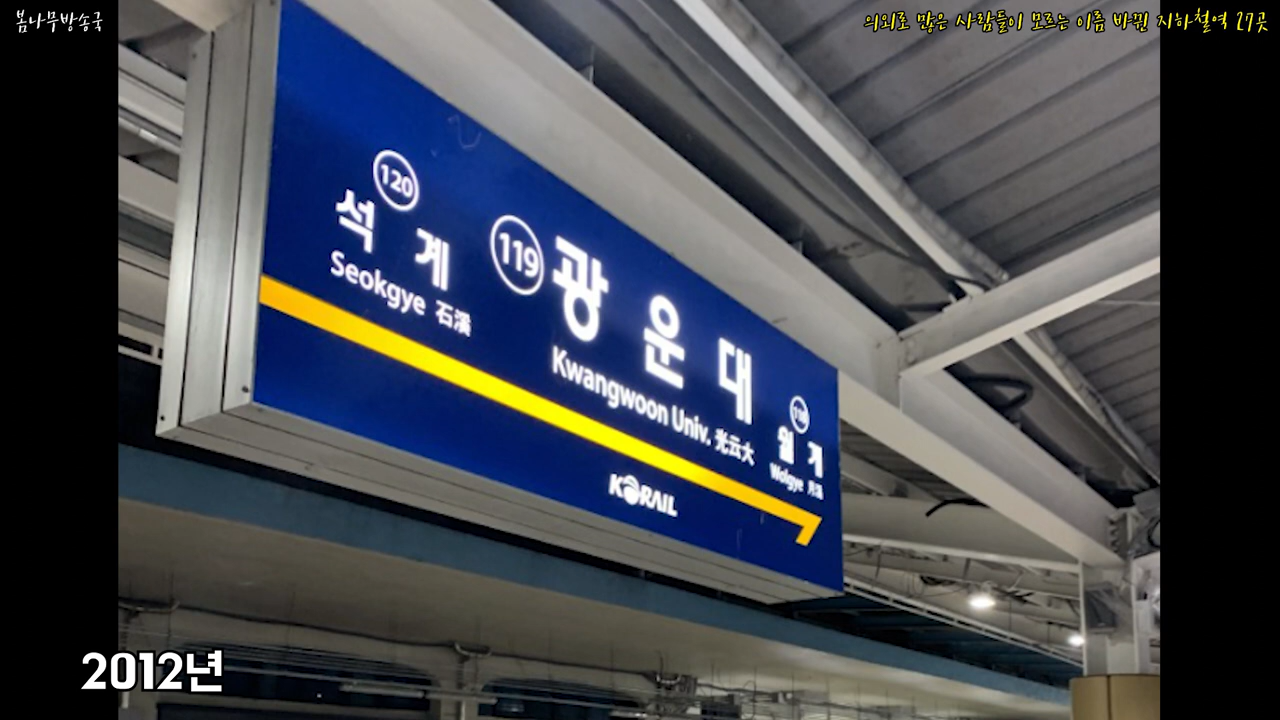 봄나무방송국
의외로 많은 사람들이 모르는 이름 바뀐 지하철역 27곳
120
석계
Seokgye 石溪
119 광운대
Kwangwoon Univ. 光云大
118
월계
Wolgye 月溪
KORAIL
2012년